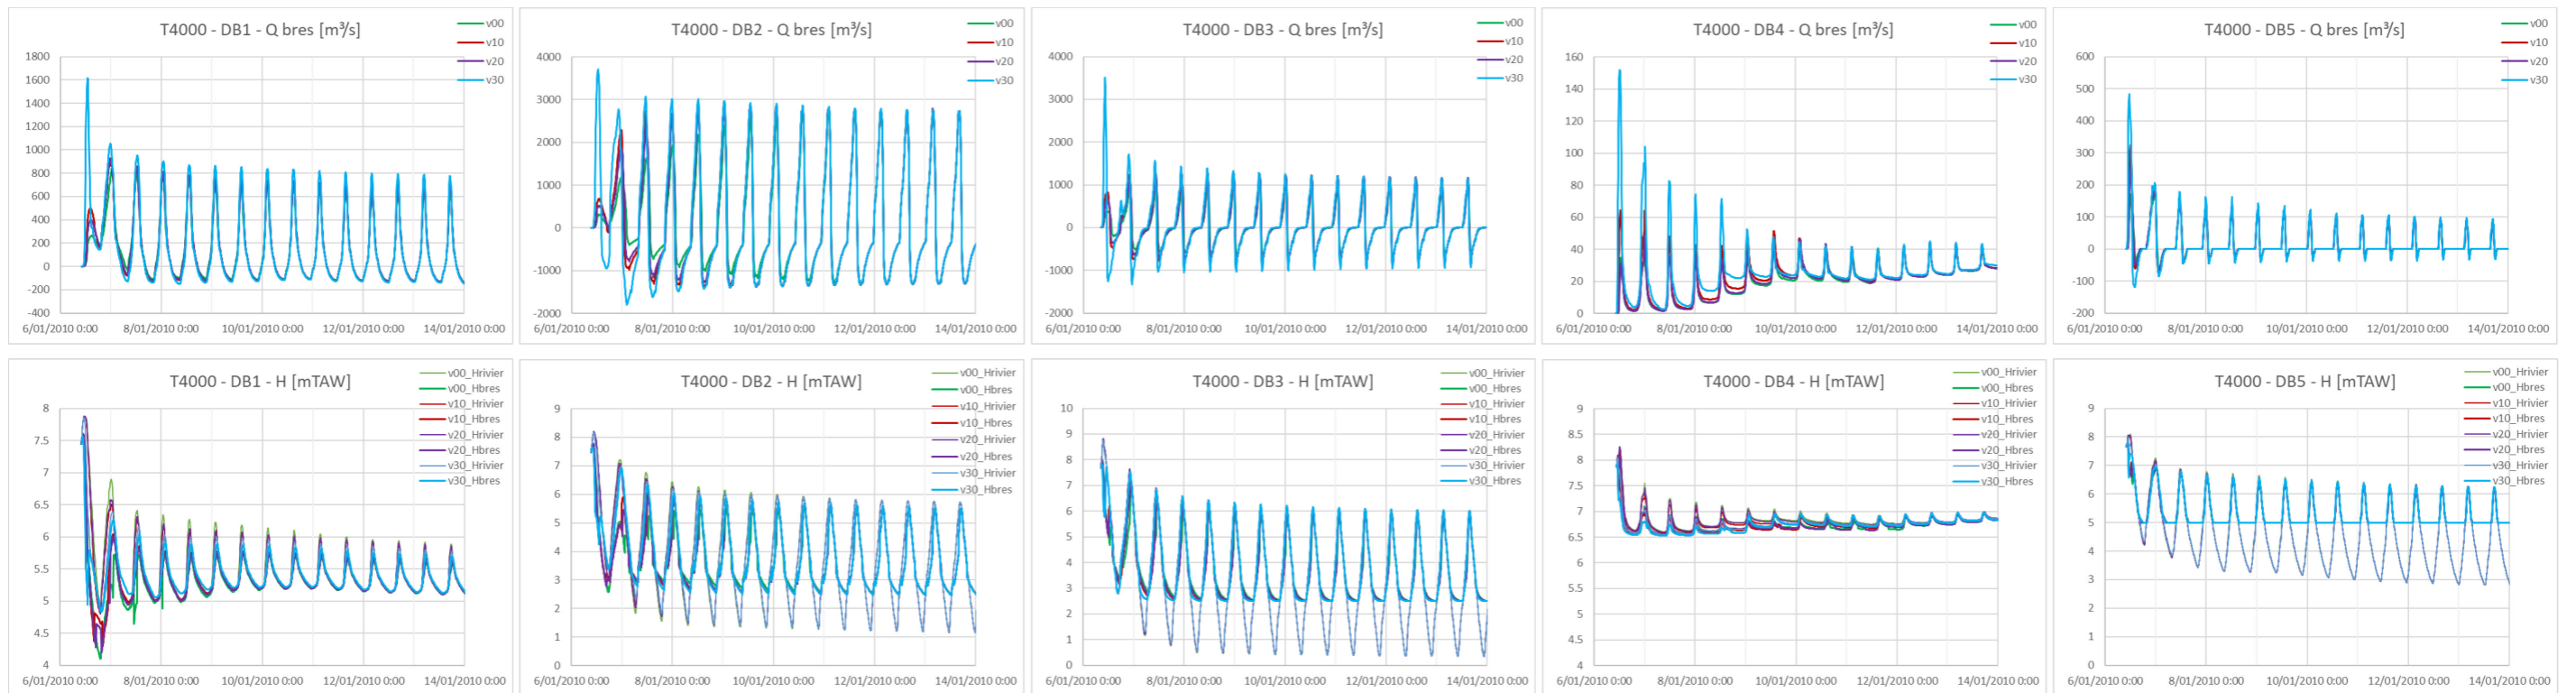 T4000 - DB1 - Q bres [m³/s]
v00
v10
v20
v30
1800
1600
1400
1200
1000
800
600
400
200
0
-200
-400
6/01/2010 0:00 8/01/2010 0:00 10/01/2010 0:00 12/01/2010 0:00 14/01/2010 0:00
T4000 - DB2 - Q bres [m³/s]
v00
v10
v20
v30
4000
3000
2000
1000
0
-1000
-2000
6/01/2010 0:00 8/01/2010 0:00 10/01/2010 0:00 12/01/2010 0:00 14/01/2010 0:00
T4000 - DB3 - Q bres [m³/s]
v00
v10
v20
v30
4000
3000
2000
1000
0
-1000
-2000
6/01/2010 0:00 8/01/2010 0:00 10/01/2010 0:00 12/01/2010 0:00 14/01/2010 0:00
T4000 - DB4 - Q bres [m³/s]
v00
v10
v20
v30
160
140
120
100
80
60
40
20
0
6/01/2010 0:00 8/01/2010 0:00 10/01/2010 0:00 12/01/2010 0:00 14/01/2010 0:00
T4000 - DB5 - Q bres [m³/s]
v00
v10
v20
v30
600
500
400
300
200
100
0
-100
-200
6/01/2010 0:00 8/01/2010 0:00 10/01/2010 0:00 12/01/2010 0:00 14/01/2010 0:00
T4000 - DB1 - H [mTAW]
v00_Hrivier
v00_Hbres
v10_Hrivier
v10_Hbres
v20_Hrivier
v20_Hbres
v30_Hrivier
v30_Hbres
8
7.5
7
6.5
6
5.5
5
4.5
4
6/01/2010 0:00 8/01/2010 0:00 10/01/2010 0:00 12/01/2010 0:00 14/01/2010 0:00
T4000 - DB2 - H [mTAW]
v00_Hrivier
v00_Hbres
v10_Hrivier
v10_Hbres
v20_Hrivier
v20_Hbres
v30_Hrivier
v30_Hbres
9
8
7
6
5
4
3
2
1
0
6/01/2010 0:00 8/01/2010 0:00 10/01/2010 0:00 12/01/2010 0:00 14/01/2010 0:00
T4000 - DB3 - H [mTAW]
v00_Hrivier
v00_Hbres
v10_Hrivier
v10_Hbres
v20_Hrivier
v20_Hbres
v30_Hrivier
v30_Hbres
10
9
8
7
6
5
4
3
2
1
0
6/01/2010 0:00 8/01/2010 0:00 10/01/2010 0:00 12/01/2010 0:00 14/01/2010 0:00
T4000 - DB4 - H [mTAW]
v00_Hrivier
v00_Hbres
v10_Hrivier
v10_Hbres
v20_Hrivier
v20_Hbres
v30_Hrivier
v30_Hbres
9
8.5
8
7.5
7
6.5
6
5.5
5
4.5
4
6/01/2010 0:00 8/01/2010 0:00 10/01/2010 0:00 12/01/2010 0:00 14/01/2010 0:00
T4000 - DB5 - H [mTAW]
v00_Hrivier
v00_Hbres
v10_Hrivier
v10_Hbres
v20_Hrivier
v20_Hbres
v30_Hrivier
v30_Hbres
9
8
7
6
5
4
3
2
1
0
6/01/2010 0:00 8/01/2010 0:00 10/01/2010 0:00 12/01/2010 0:00 14/01/2010 0:00